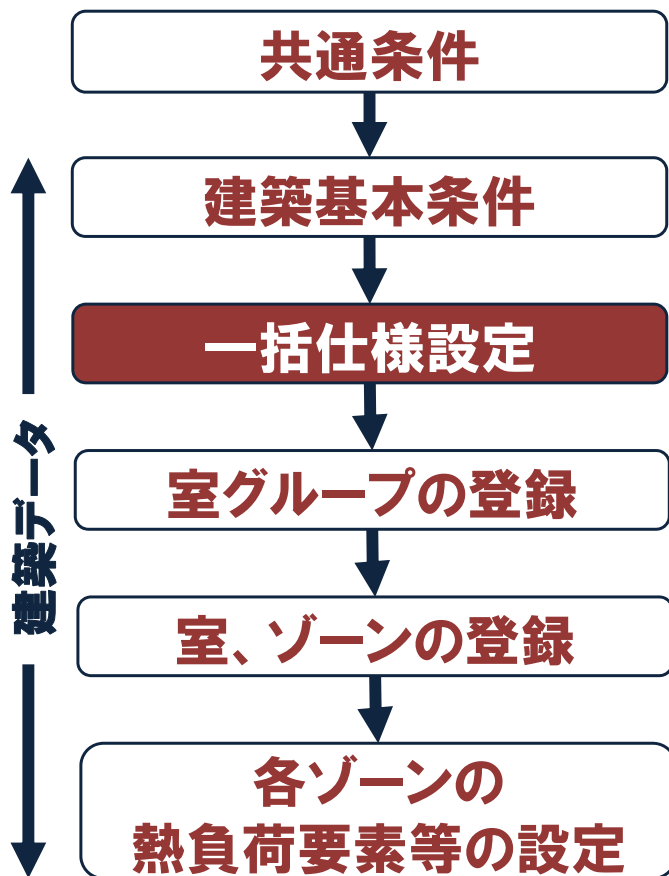 共通条件
建築基本条件
一括仕様設定
室グループの登録
室、ゾーンの登録
各ゾーンの
熱負荷要素等の設定
建築データ